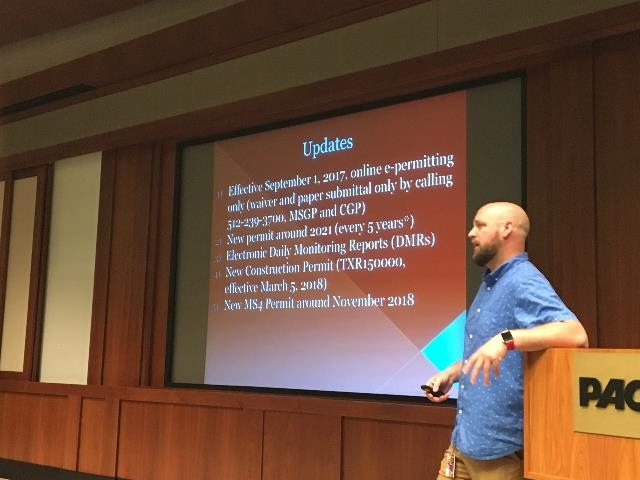 Updates
1) Effective September 1, 2017, online e-permitting
only (waiver and paper submittal only by calling
512-239-3700, MSGP and CGP)
2) New permit around 2021 (every 5 years*)
3) Electronic Daily Monitoring Reports (DMRs)
4) New Construction Permit (TXR150000,
effective March 5, 2018)
5) New MS4 Permit around November 2018
PAC